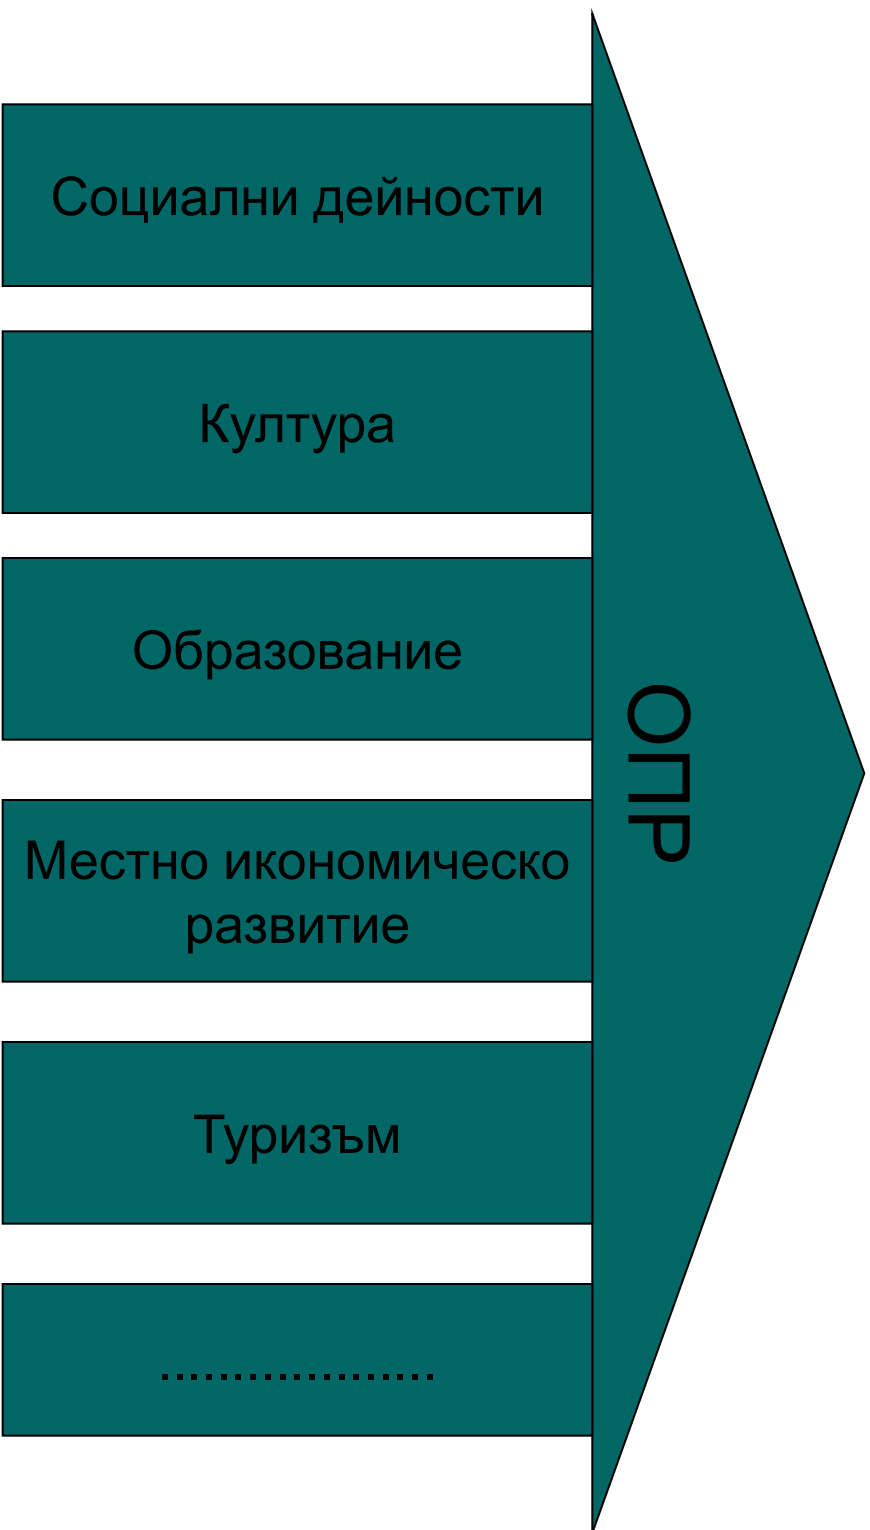 Социални дейности
Култура
Образование
Местно икономическо
развитие
Туризъм
...................
ОПР